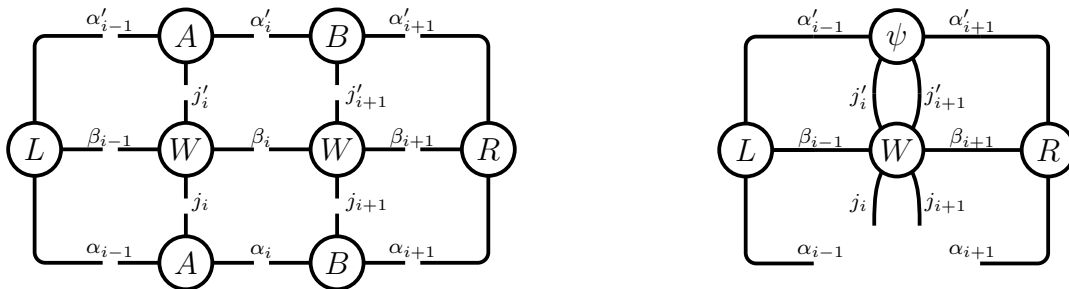 α′_{i−1} A α′_i B α′_{i+1}
j′_i j′_{i+1}
L β_{i−1} W β_i W β_{i+1} R
j_i j_{i+1}
α_{i−1} A α_i B α_{i+1}
α′_{i−1} ψ α′_{i+1}
j′_i j′_{i+1}
L β_{i−1} W β_{i+1} R
j_i j_{i+1}
α_{i−1} α_{i+1}